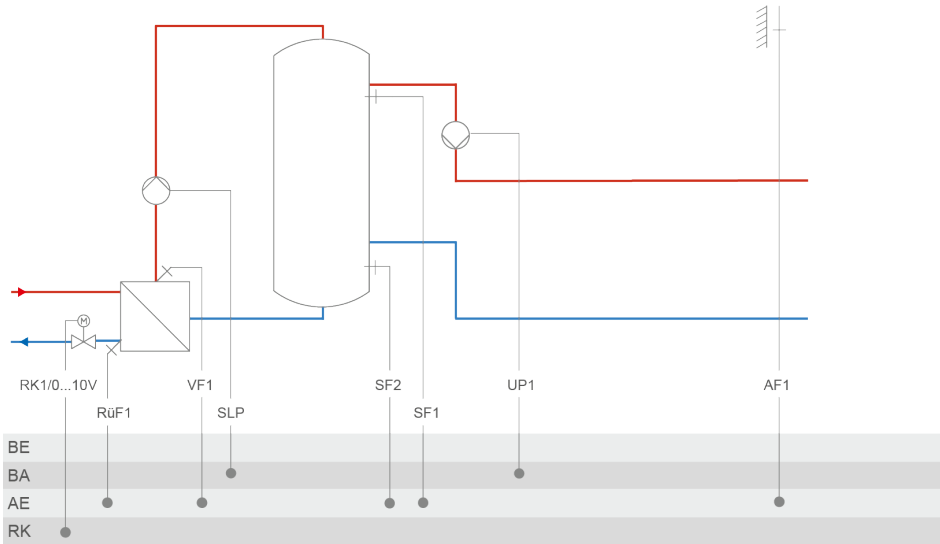 M
RK1/0...10V VF1 SF2 UP1 AF1
RüF1 SLP SF1
BE
BA
AE
RK